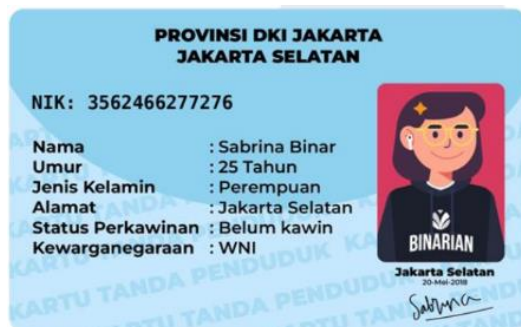 PROVINSI DKI JAKARTA
JAKARTA SELATAN
NIK: 3562466277276
Nama : Sabrina Binar
Umur : 25 Tahun
Jenis Kelamin : Perempuan
Alamat : Jakarta Selatan
Status Perkawinan : Belum kawin
Kewarganegaraan : WNI
BINARIAN
Jakarta Selatan
20-Mei-2018
Sabrina
KARTU TANDA PENDUDUK